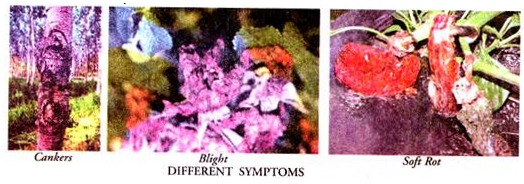 Cankers
Blight
Soft Rot
DIFFERENT SYMPTOMS